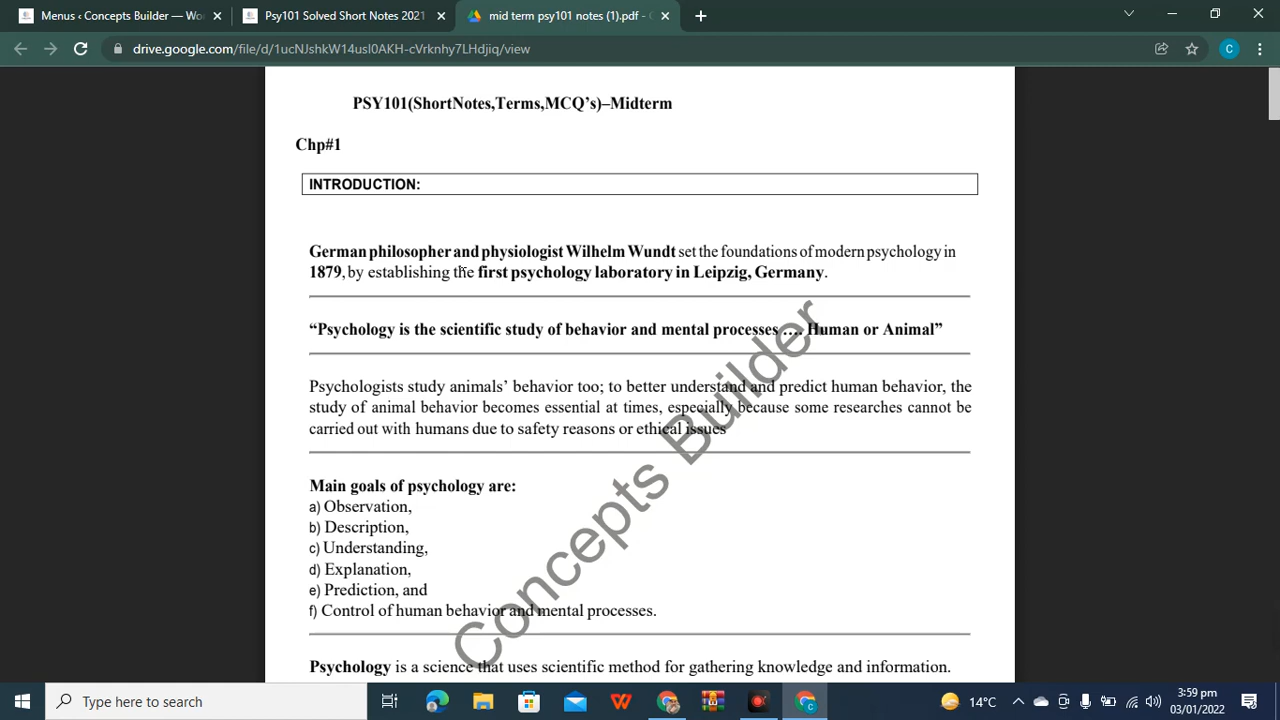 Menus ‹ Concepts Builder — Wo
Psy101 Solved Short Notes 2021
mid term psy101 notes (1).pdf -
drive.google.com/file/d/1ucNJshkW14usl0AKH-cVrknhy7LHdjiq/view
C
PSY101(ShortNotes,Terms,MCQ’s)–Midterm
Chp#1
INTRODUCTION:
German philosopher and physiologist Wilhelm Wundt set the foundations of modern psychology in
1879, by establishing the first psychology laboratory in Leipzig, Germany.
“Psychology is the scientific study of behavior and mental processes …. Human or Animal”
Psychologists study animals’ behavior too; to better understand and predict human behavior, the
study of animal behavior becomes essential at times, especially because some researches cannot be
carried out with humans due to safety reasons or ethical issues
Main goals of psychology are:
a) Observation,
b) Description,
c) Understanding,
d) Explanation,
e) Prediction, and
f) Control of human behavior and mental processes.
Psychology is a science that uses scientific method for gathering knowledge and information.
Concepts Builder
Type here to search
14°C
3:59 pm
03/01/2022